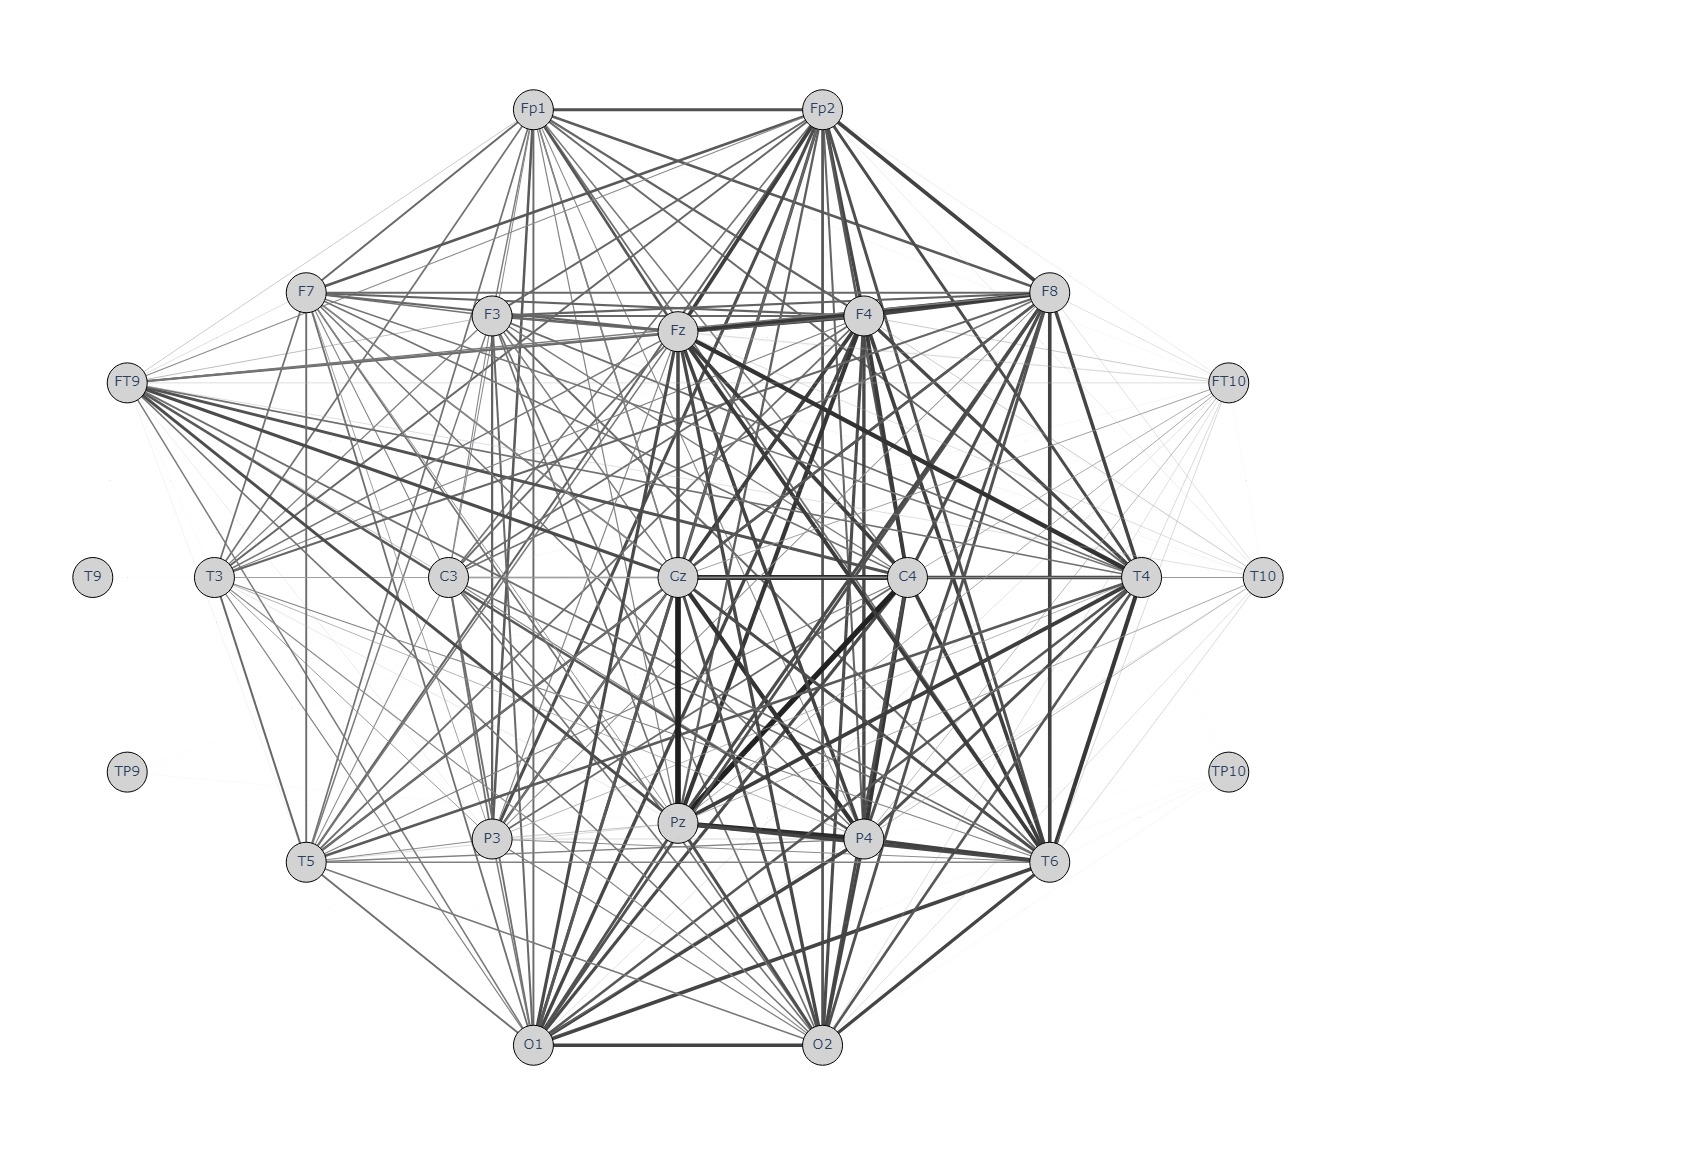 Fp1 Fp2
F7 F3 Fz F4 F8
FT9 FT10
T9 T3 C3 Cz C4 T4 T10
TP9 TP10
T5 P3 Pz P4 T6
O1 O2